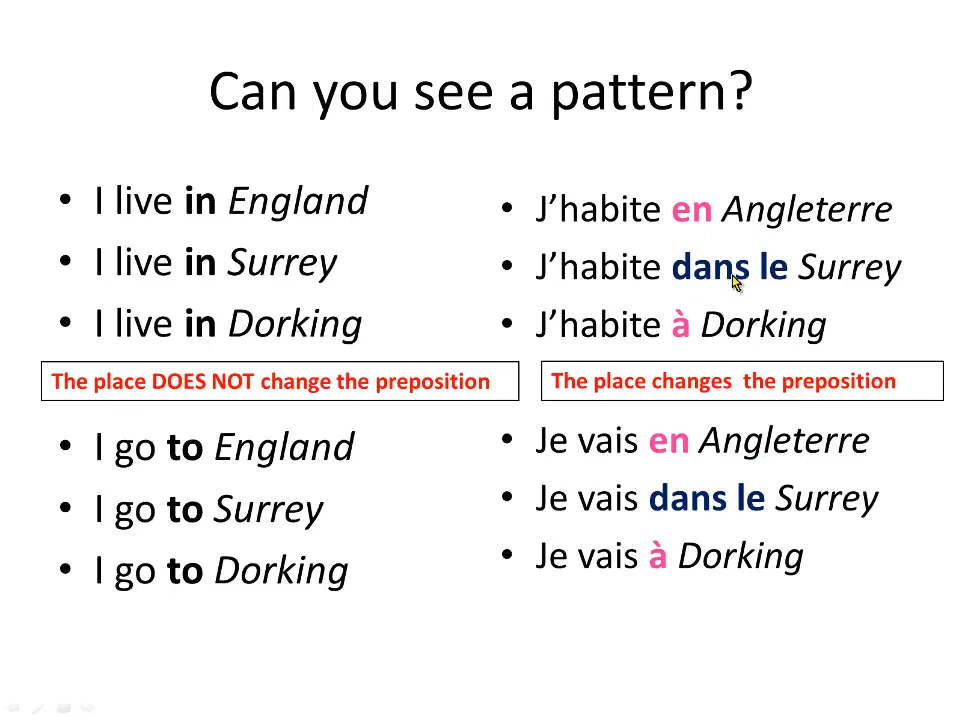 Can you see a pattern?
• I live in England
• I live in Surrey
• I live in Dorking
The place DOES NOT change the preposition
• I go to England
• I go to Surrey
• I go to Dorking
• J’habite en Angleterre
• J’habite dans le Surrey
• J’habite à Dorking
The place changes the preposition
• Je vais en Angleterre
• Je vais dans le Surrey
• Je vais à Dorking